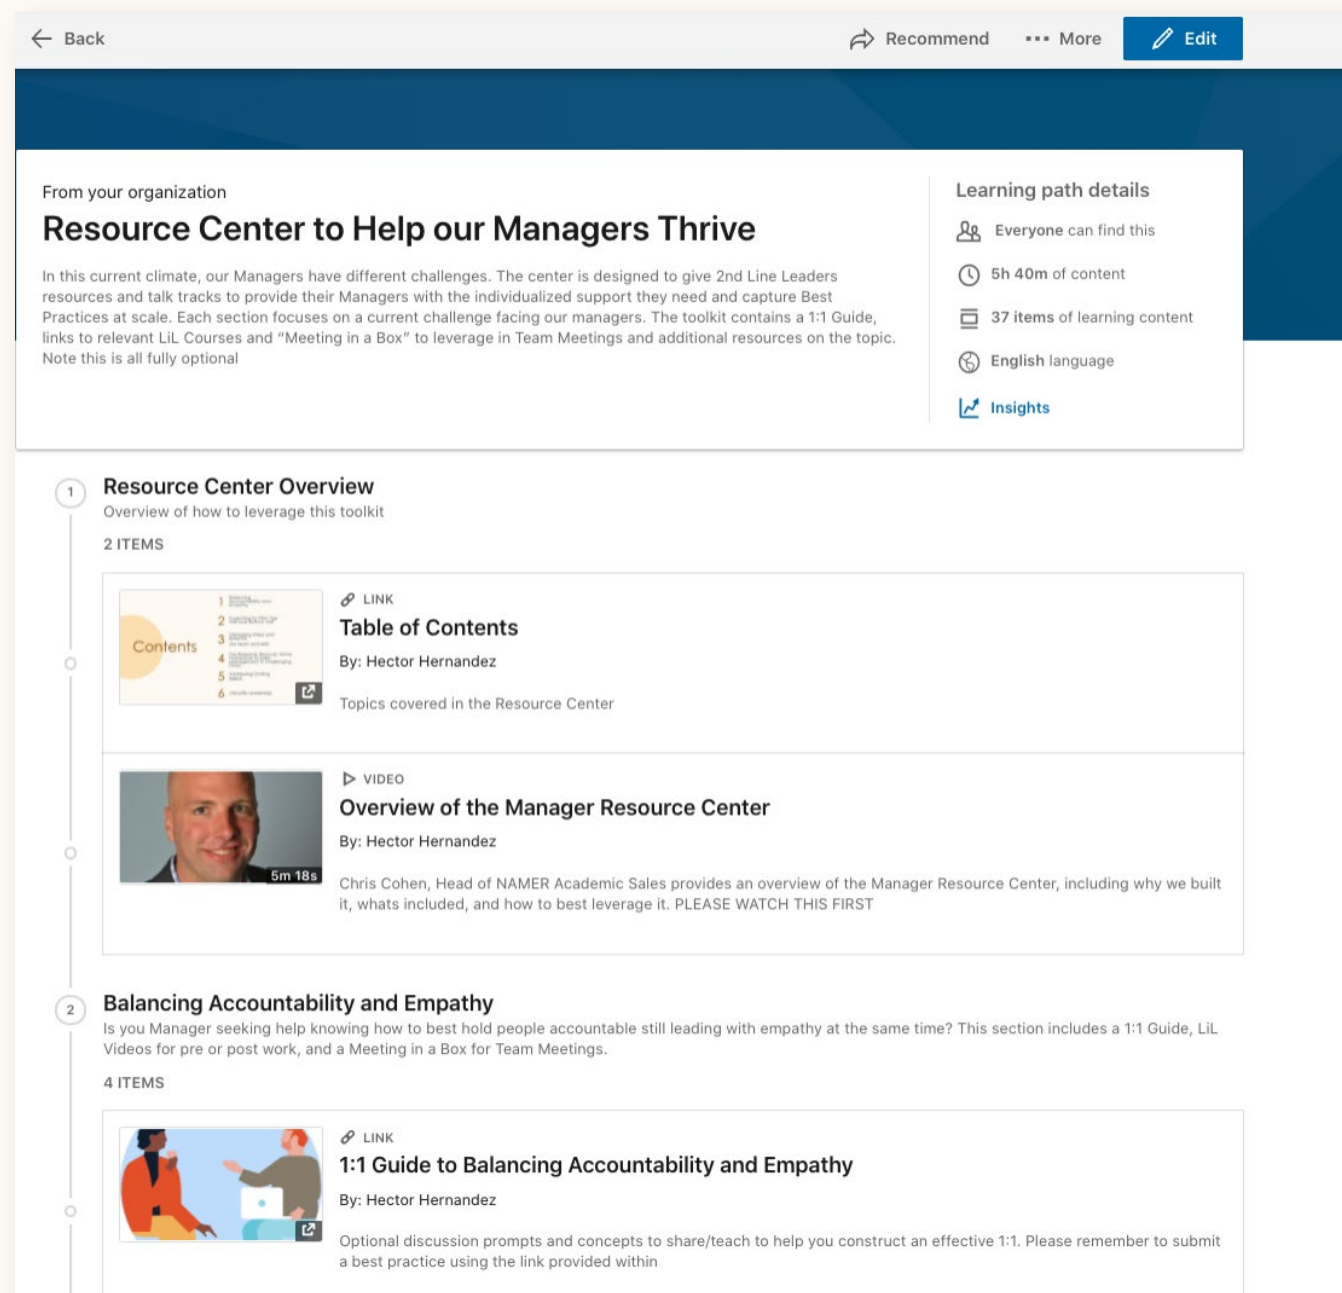 Back
Recommend
More
Edit
From your organization
Resource Center to Help our Managers Thrive
In this current climate, our Managers have different challenges. The center is designed to give 2nd Line Leaders
resources and talk tracks to provide their Managers with the individualized support they need and capture Best
Practices at scale. Each section focuses on a current challenge facing our managers. The toolkit contains a 1:1 Guide,
links to relevant LiL Courses and “Meeting in a Box” to leverage in Team Meetings and additional resources on the topic.
Note this is all fully optional
Learning path details
Everyone can find this
5h 40m of content
37 items of learning content
English language
Insights
1
Resource Center Overview
Overview of how to leverage this toolkit
2 ITEMS
Contents
1
2
3
4
5
6
LINK
Table of Contents
By: Hector Hernandez
Topics covered in the Resource Center
5m 18s
VIDEO
Overview of the Manager Resource Center
By: Hector Hernandez
Chris Cohen, Head of NAMER Academic Sales provides an overview of the Manager Resource Center, including why we built
it, whats included, and how to best leverage it. PLEASE WATCH THIS FIRST
2
Balancing Accountability and Empathy
Is you Manager seeking help knowing how to best hold people accountable still leading with empathy at the same time? This section includes a 1:1 Guide, LiL
Videos for pre or post work, and a Meeting in a Box for Team Meetings.
4 ITEMS
LINK
1:1 Guide to Balancing Accountability and Empathy
By: Hector Hernandez
Optional discussion prompts and concepts to share/teach to help you construct an effective 1:1. Please remember to submit
a best practice using the link provided within